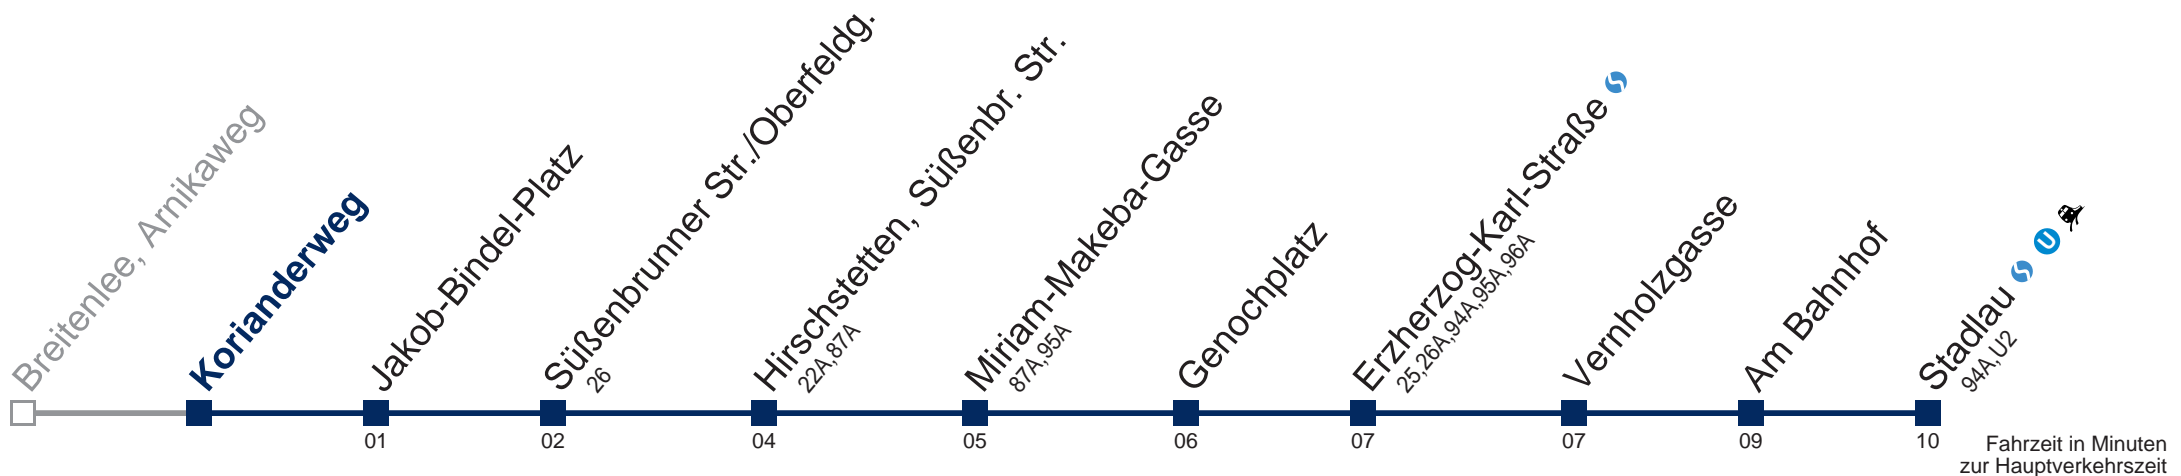 Breitenlee, Arnikaweg
Korianderweg
Jakob-Bindel-Platz
01
Süßenbrunner Str./Oberfeldg.
26
02
Hirschstetten, Süßenbr. Str.
22A,87A
04
Miriam-Makeba-Gasse
87A,95A
05
Genochplatz
06
Erzherzog-Karl-Straße S
25,26A,94A,95A,96A
07
Vernholzgasse
07
Am Bahnhof
09
Stadlau S U
94A,U2
10
Fahrzeit in Minuten
zur Hauptverkehrszeit